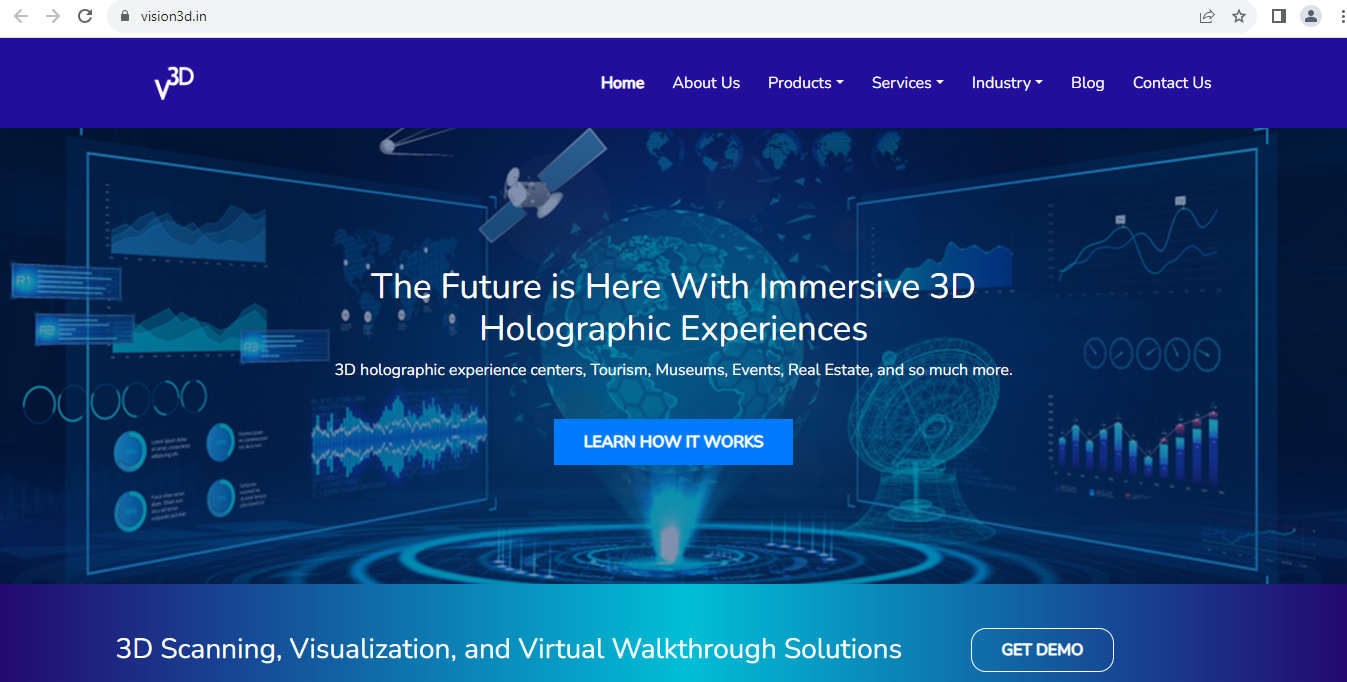 vision3d.in
V3D
Home About Us Products Services Industry Blog Contact Us
R1
R2
R3
The Future is Here With Immersive 3D
Holographic Experiences
3D holographic experience centers, Tourism, Museums, Events, Real Estate, and so much more.
LEARN HOW IT WORKS
3D Scanning, Visualization, and Virtual Walkthrough Solutions
GET DEMO